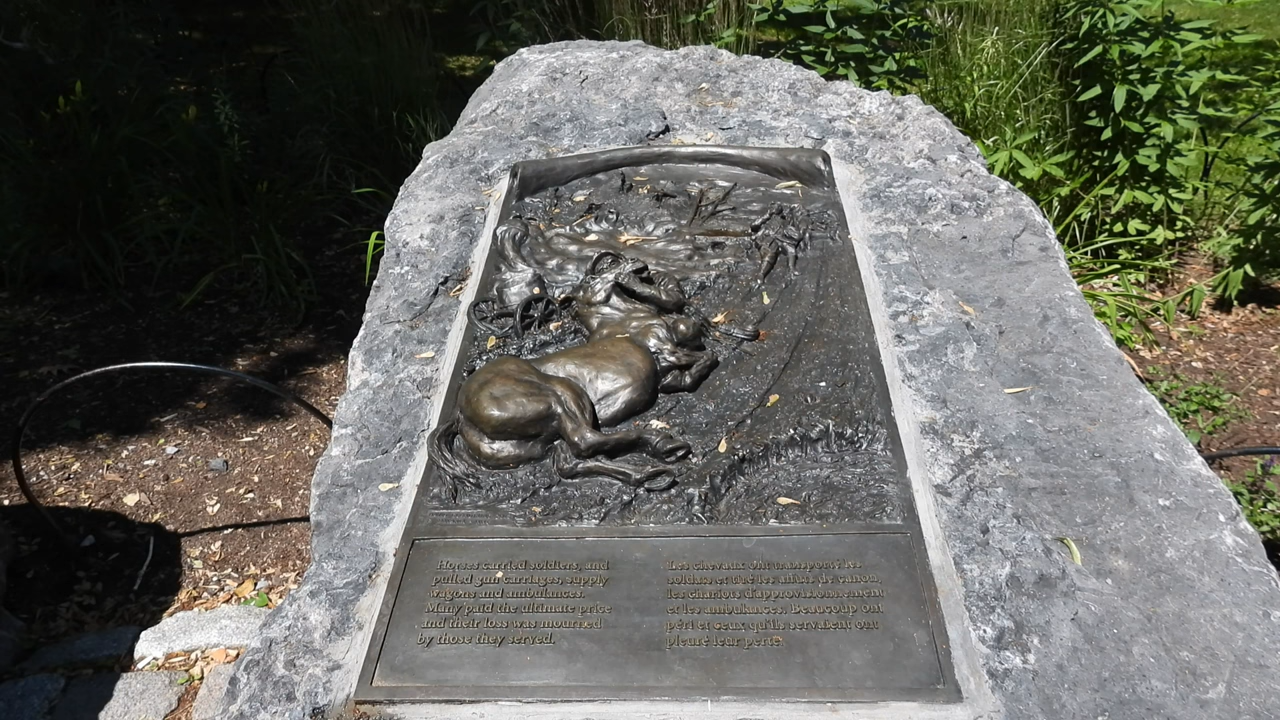 Horses carried soldiers, and
pulled gun carriages, supply
wagons and ambulances.
Many paid the ultimate price
and their loss was mourned
by those they served.
Les chevaux ont transporté les
soldats et tiré les affûts de canon,
les chariots d'approvisionnement
et les ambulances. Beaucoup ont
péri et ceux qu'ils servaient ont
pleuré leur perte.